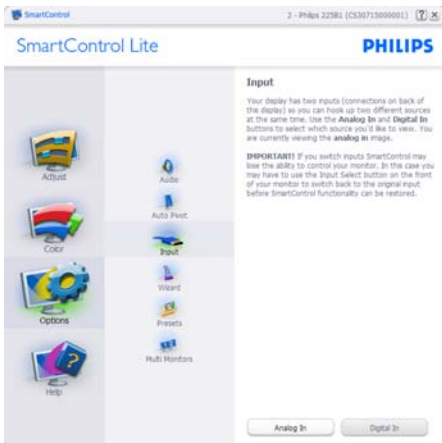 SmartControl
2 - Philips 225B1 (CS30715000001)
SmartControl Lite
PHILIPS
Adjust
Color
Options
Help
Audio
Auto Pivot
Input
Wizard
Presets
Multi Monitors
Input
Your display has two inputs (connections on back of
this display) so you can hook up two different sources
at the same time. Use the Analog In and Digital In
buttons to select which source you'd like to view. You
are currently viewing the analog in image.
IMPORTANT! If you switch inputs SmartControl may
lose the ability to control your monitor. In this case you
may have to use the Input Select button on the front
of your monitor to switch back to the original input
before SmartControl functionality can be restored.
Analog In
Digital In